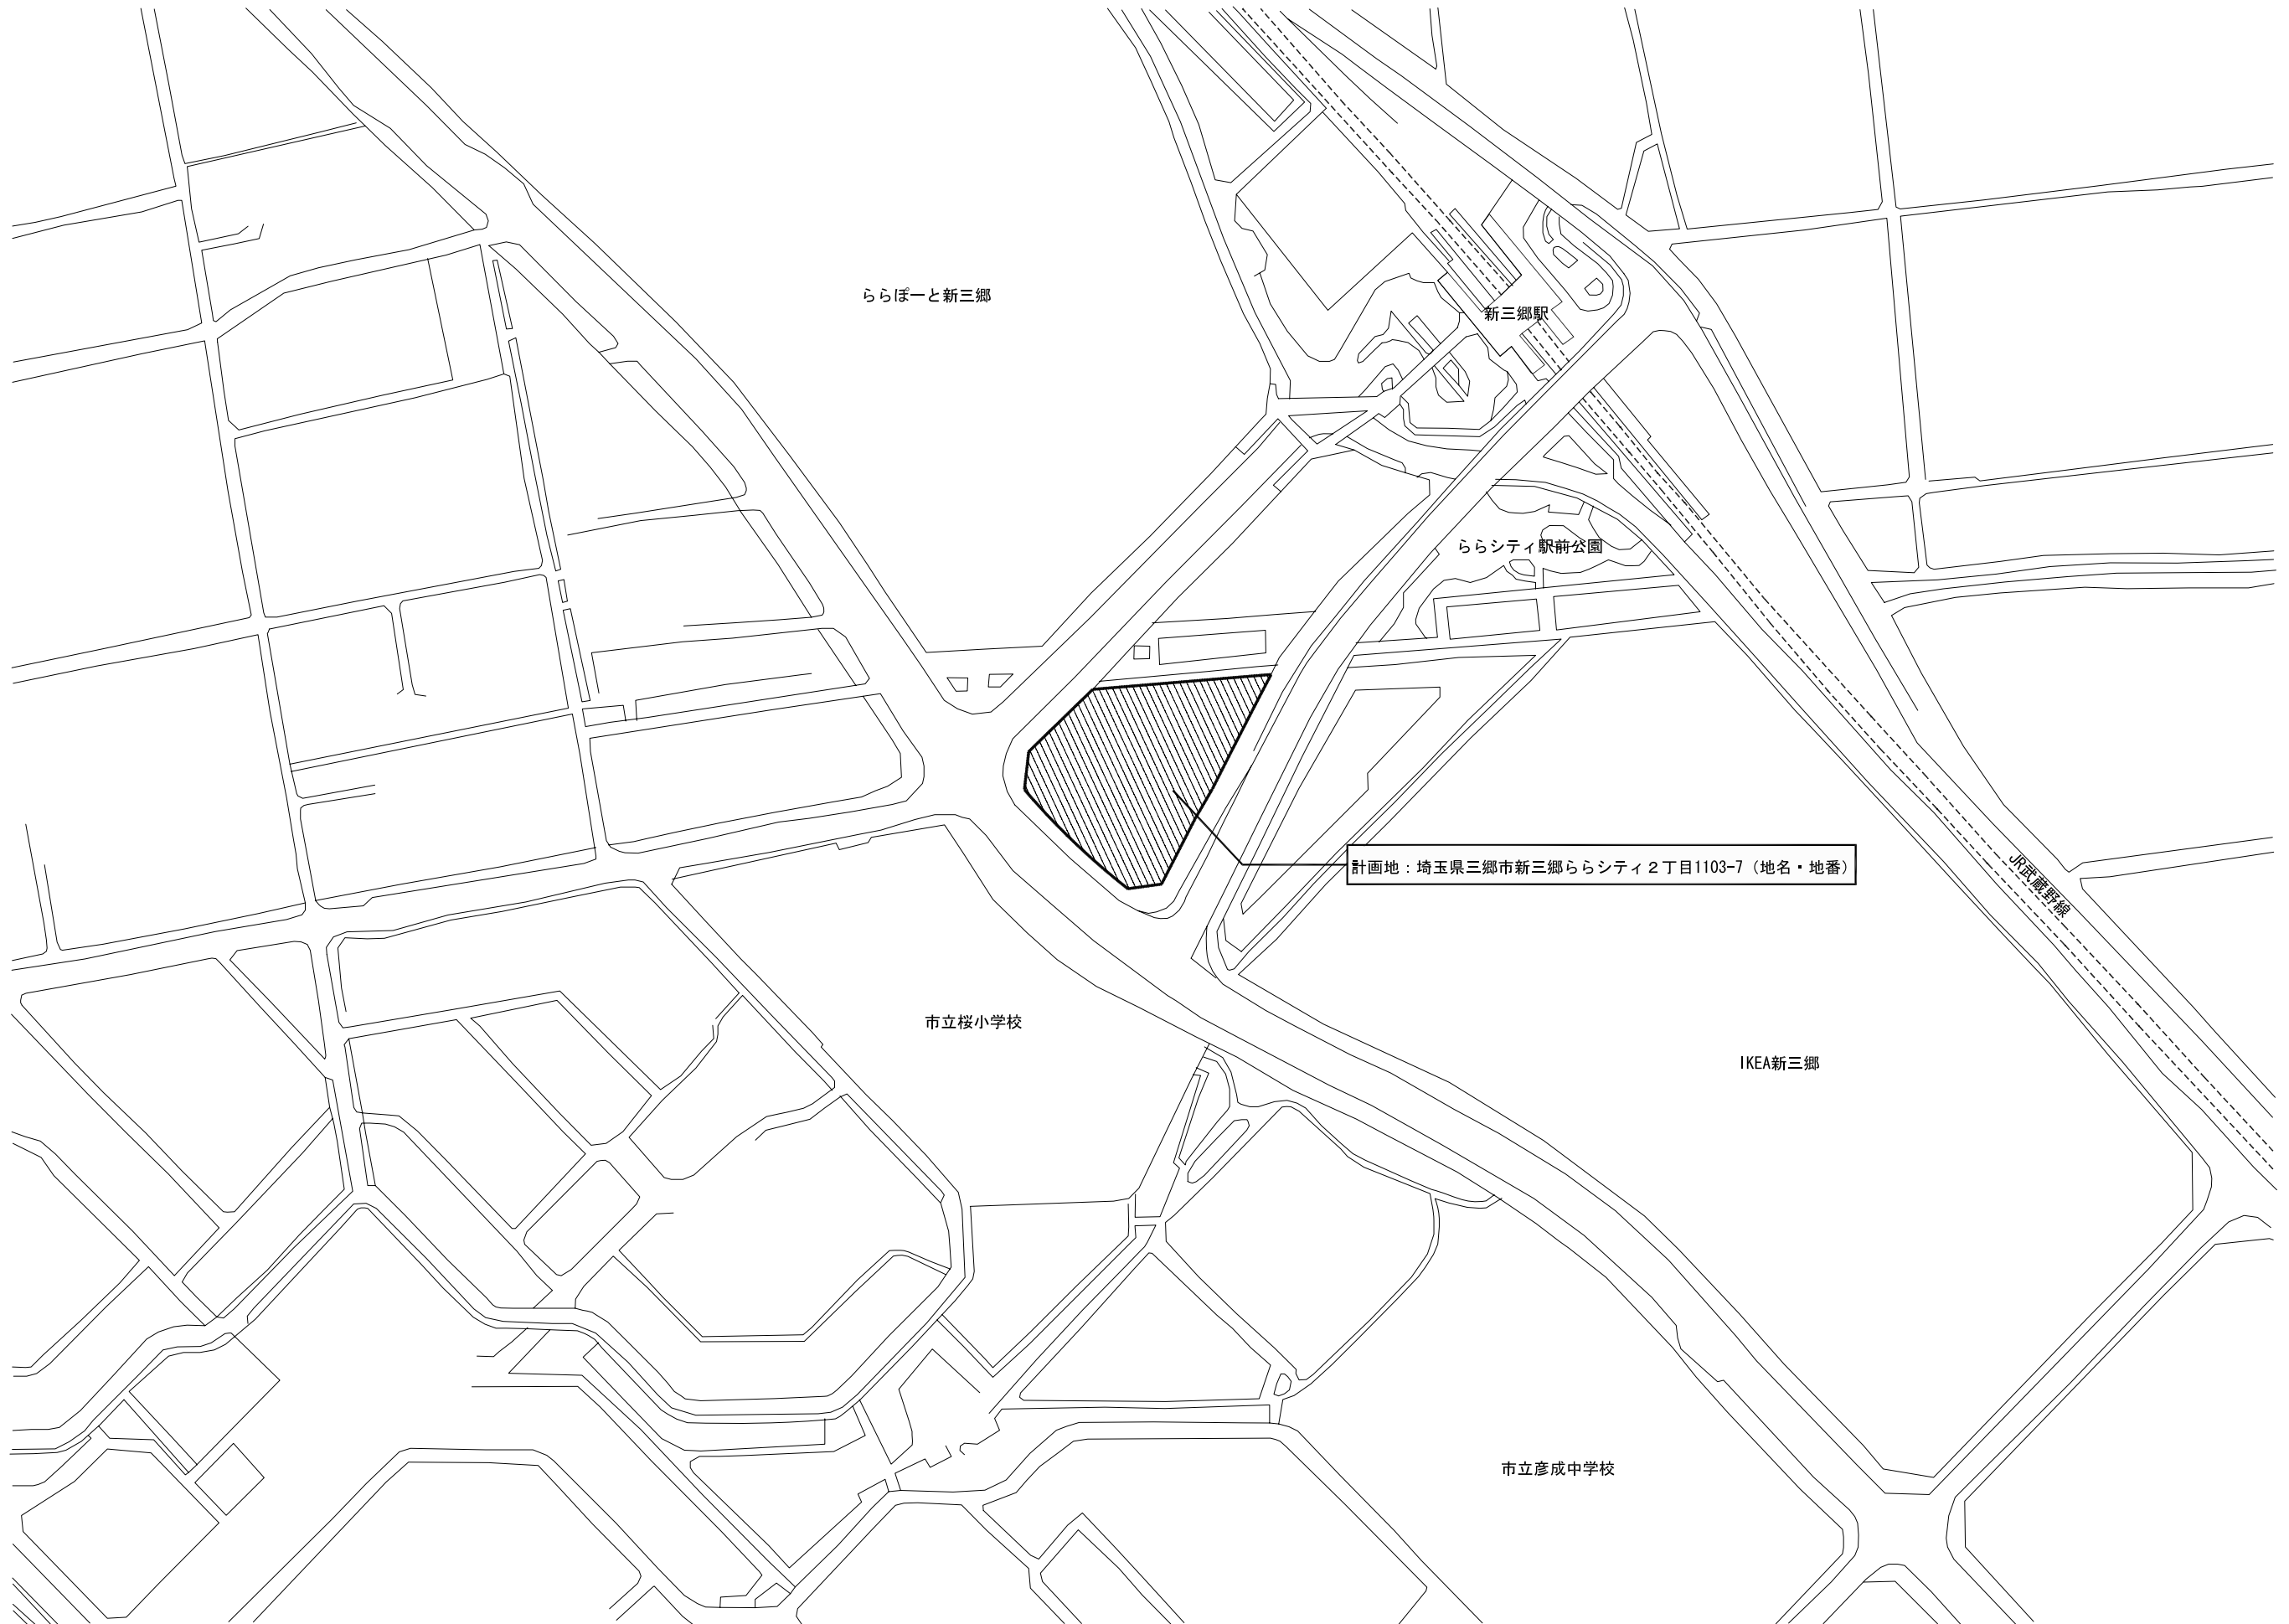 ららぽーと新三郷
新三郷駅
ららシティ駅前公園
計画地：埼玉県三郷市新三郷ららシティ２丁目1103-7（地名・地番）
JR武蔵野線
市立桜小学校
IKEA新三郷
市立彦成中学校